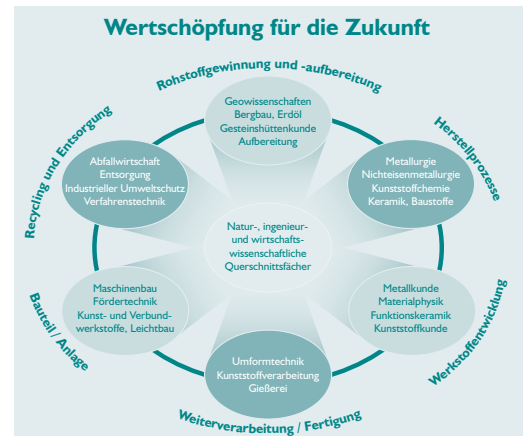 Wertschöpfung für die Zukunft
Rohstoffgewinnung und -aufbereitung
Geowissenschaften
Bergbau, Erdöl
Gesteinshüttenkunde
Aufbereitung
Herstellprozesse
Metallurgie
Nichteisenmetallurgie
Kunststoffchemie
Keramik, Baustoffe
Werkstoffentwicklung
Metallkunde
Materialphysik
Funktionskeramik
Kunststoffkunde
Weiterverarbeitung / Fertigung
Umformtechnik
Kunststoffverarbeitung
Gießerei
Bauteil / Anlage
Maschinenbau
Fördertechnik
Kunst- und Verbund-
werkstoffe, Leichtbau
Recycling und Entsorgung
Abfallwirtschaft
Entsorgung
Industrieller Umweltschutz
Verfahrenstechnik
Natur-, ingenieur-
und wirtschafts-
wissenschaftliche
Querschnittsfächer